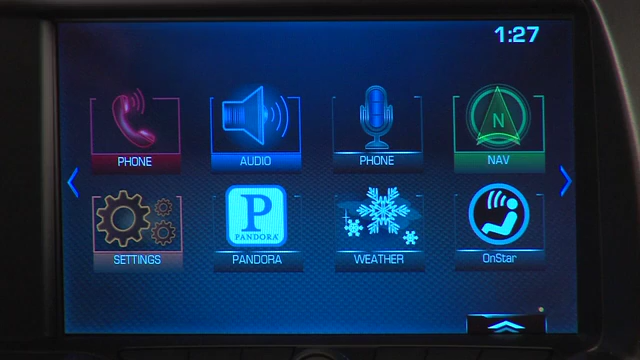 1:27
PHONE
AUDIO
PHONE
N
NAV
SETTINGS
P
PANDORA
PANDORA
WEATHER
OnStar